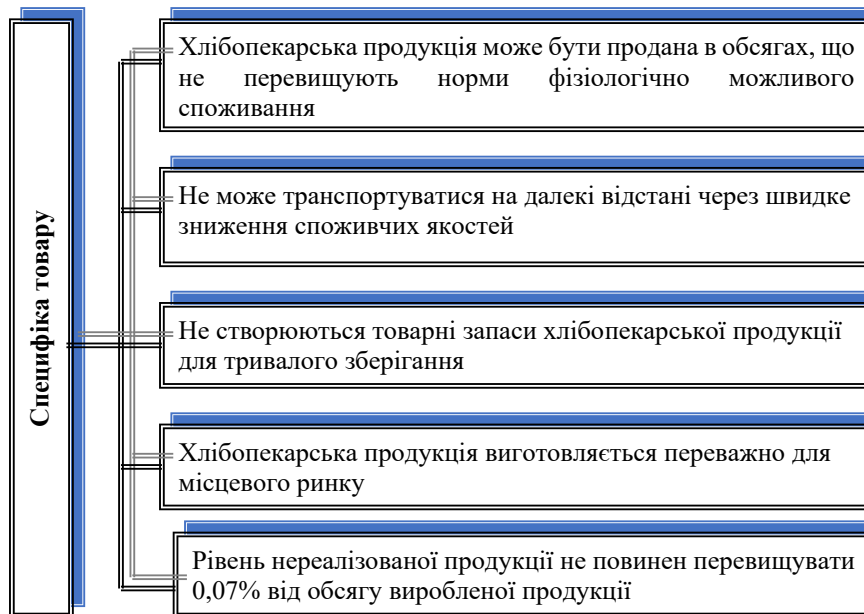 Специфіка товару
Хлібопекарська продукція може бути продана в обсягах, що
не перевищують норми фізіологічно можливого
споживання
Не може транспортуватися на далекі відстані через швидке
зниження споживчих якостей
Не створюються товарні запаси хлібопекарської продукції
для тривалого зберігання
Хлібопекарська продукція виготовляється переважно для
місцевого ринку
Рівень нереалізованої продукції не повинен перевищувати
0,07% від обсягу виробленої продукції